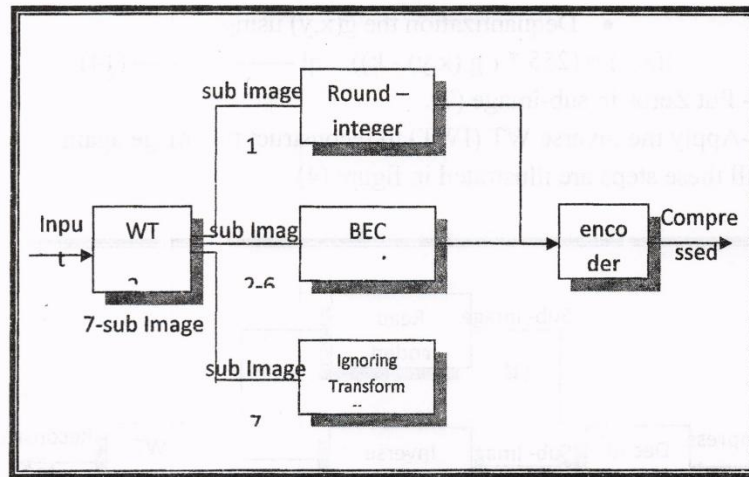 sub Image
1
Round –
integer
Inpu
t
WT
7-sub Image
sub Imag
2-6
BEC
enco
der
Compre
ssed
sub Image
7
Ignoring
Transform